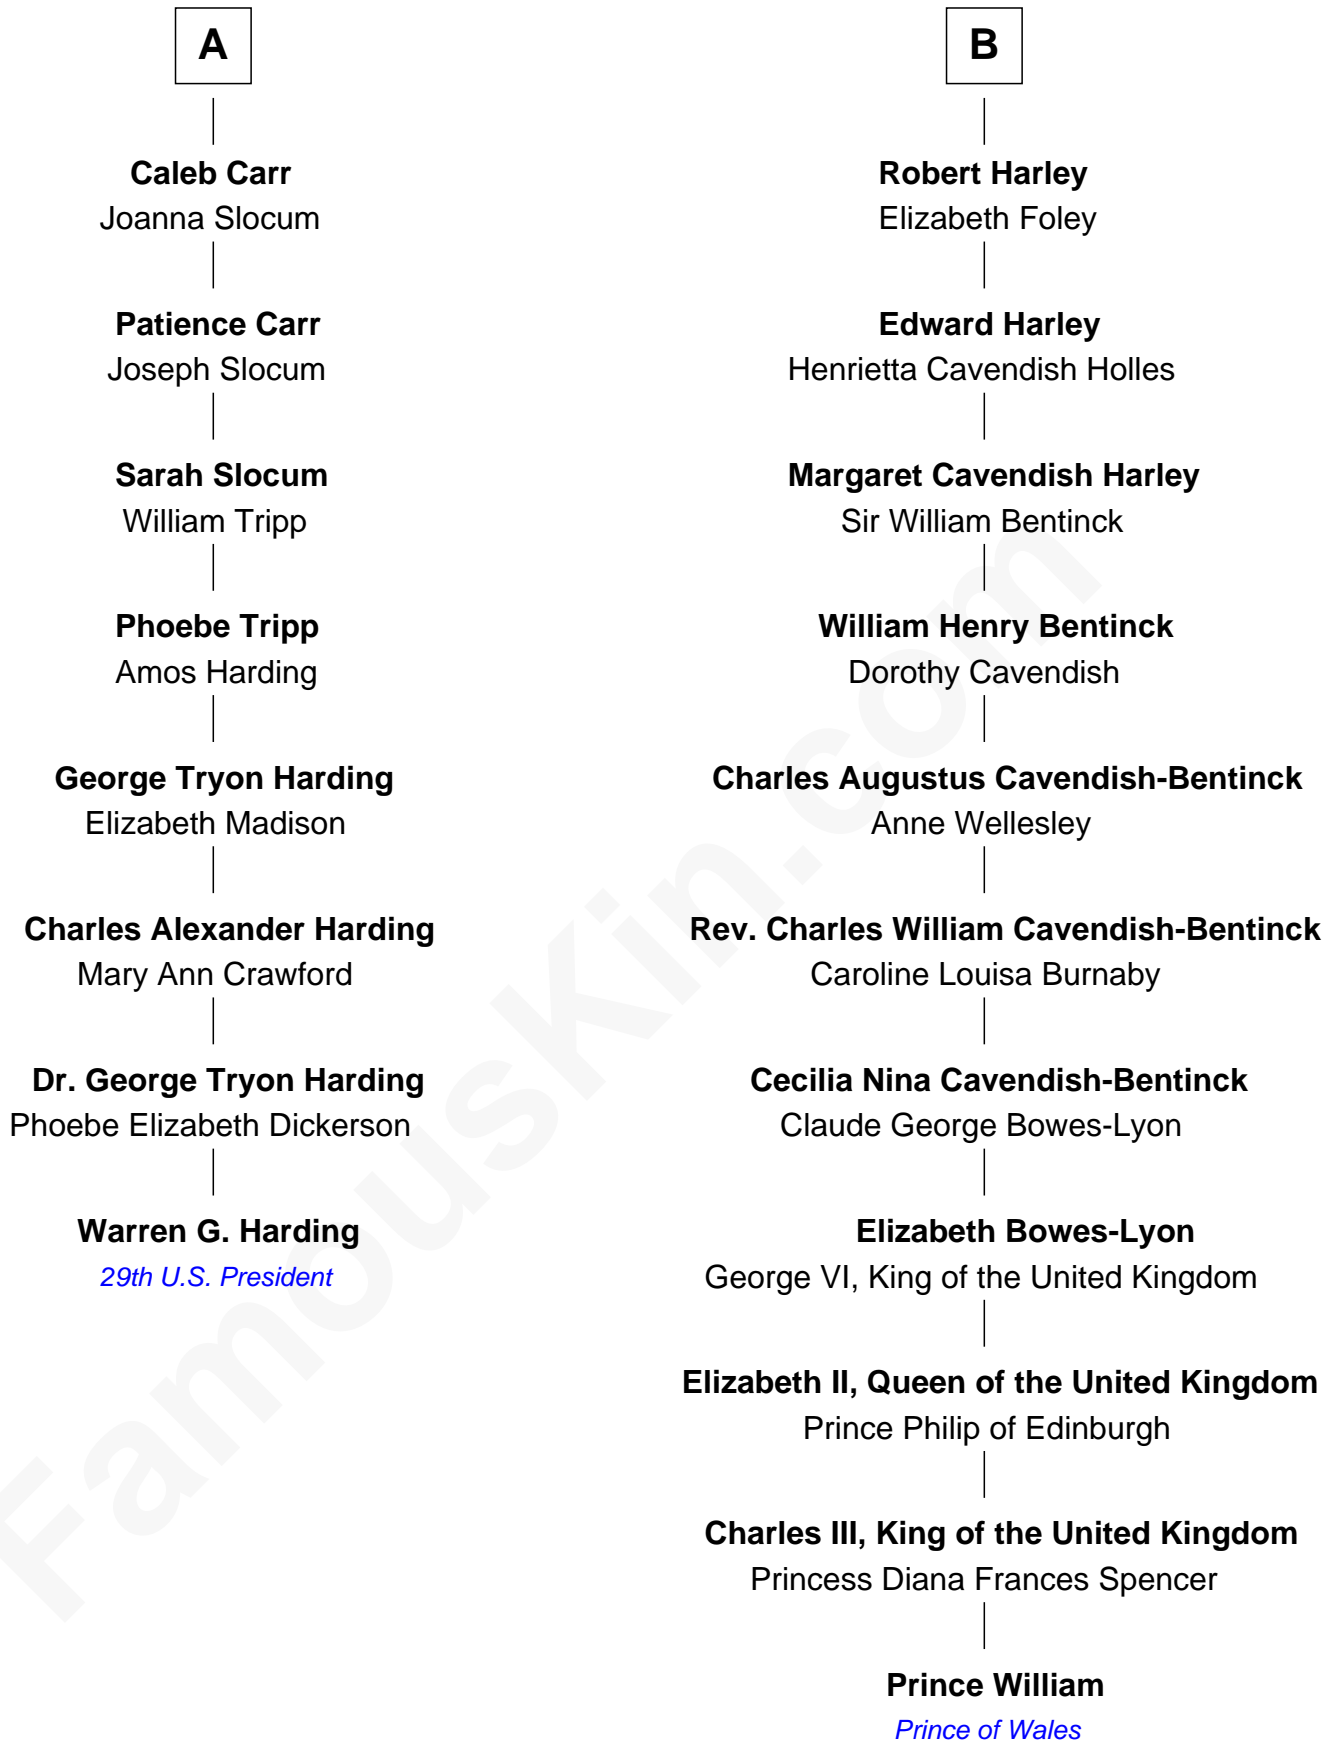 A
Caleb Carr
Joanna Slocum
Patience Carr
Joseph Slocum
Sarah Slocum
William Tripp
Phoebe Tripp
Amos Harding
George Tryon Harding
Elizabeth Madison
Charles Alexander Harding
Mary Ann Crawford
Dr. George Tryon Harding
Phoebe Elizabeth Dickerson
Warren G. Harding
29th U.S. President
B
Robert Harley
Elizabeth Foley
Edward Harley
Henrietta Cavendish Holles
Margaret Cavendish Harley
Sir William Bentinck
William Henry Bentinck
Dorothy Cavendish
Charles Augustus Cavendish-Bentinck
Anne Wellesley
Rev. Charles William Cavendish-Bentinck
Caroline Louisa Burnaby
Cecilia Nina Cavendish-Bentinck
Claude George Bowes-Lyon
Elizabeth Bowes-Lyon
George VI, King of the United Kingdom
Elizabeth II, Queen of the United Kingdom
Prince Philip of Edinburgh
Charles III, King of the United Kingdom
Princess Diana Frances Spencer
Prince William
Prince of Wales
FamousKin.com